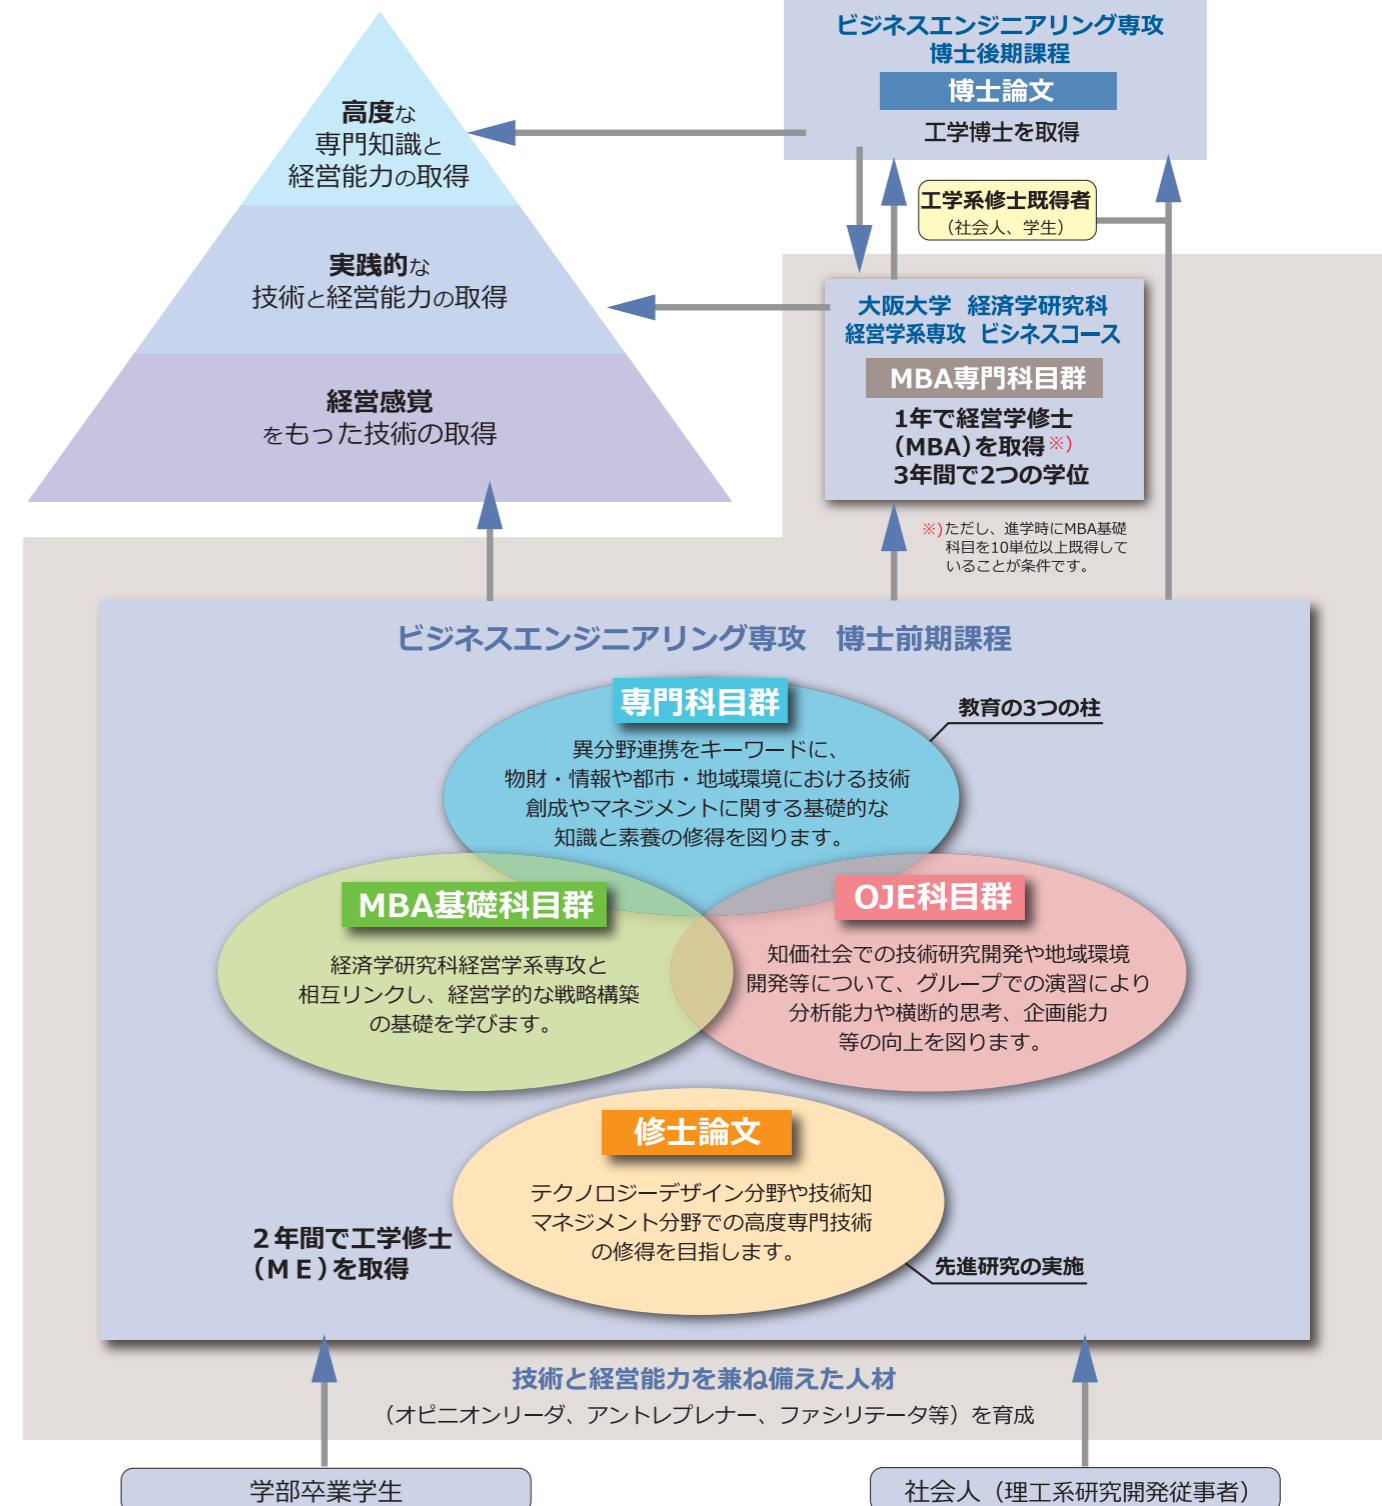 ビジネスエンジニアリング専攻
博士後期課程
博士論文
工学博士を取得
高度な
専門知識と
経営能力の取得
工学系修士既得者
（社会人、学生）
実践的な
技術と経営能力の取得
大阪大学 経済学研究科
経営学系専攻 ビシネスコース
MBA専門科目群
1年で経営学修士
（MBA）を取得※)
3年間で2つの学位
経営感覚
をもった技術の取得
※)ただし、進学時にMBA基礎
科目を10単位以上既得して
いることが条件です。
ビジネスエンジニアリング専攻　博士前期課程
専門科目群
教育の3つの柱
異分野連携をキーワードに、
物財・情報や都市・地域環境における技術
創成やマネジメントに関する基礎的な
知識と素養の修得を図ります。
MBA基礎科目群
経済学研究科経営学系専攻と
相互リンクし、経営学的な戦略構築
の基礎を学びます。
OJE科目群
知価社会での技術研究開発や地域環境
開発等について、グループでの演習により
分析能力や横断的思考、企画能力
等の向上を図ります。
修士論文
テクノロジーデザイン分野や技術知
マネジメント分野での高度専門技術
の修得を目指します。
２年間で工学修士
（ＭＥ）を取得
先進研究の実施
技術と経営能力を兼ね備えた人材
（オピニオンリーダ、アントレプレナー、ファシリテータ等）を育成
学部卒業学生
社会人（理工系研究開発従事者）